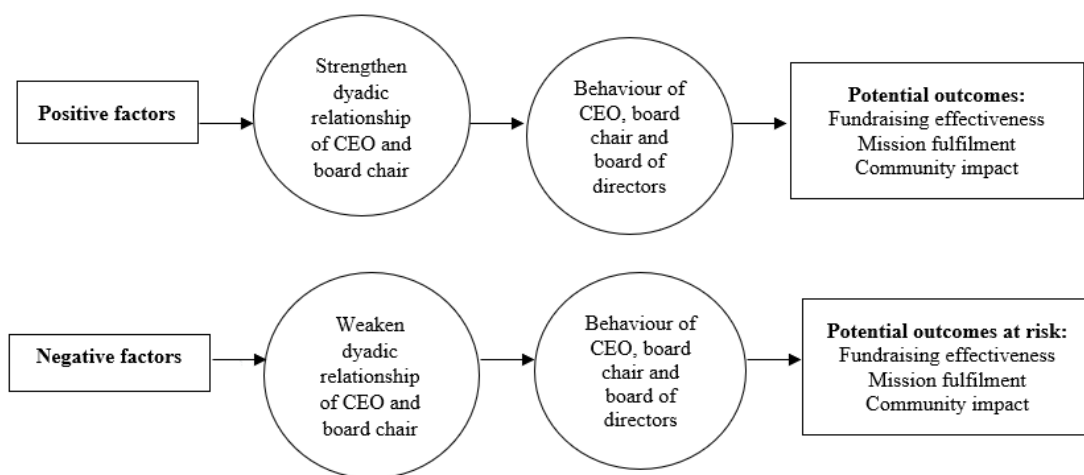 Positive factors
Strengthen
dyadic
relationship
of CEO and
board chair
Behaviour of
CEO, board
chair and
board of
directors
Potential outcomes:
Fundraising effectiveness
Mission fulfilment
Community impact
Negative factors
Weaken
dyadic
relationship
of CEO and
board chair
Behaviour of
CEO, board
chair and
board of
directors
Potential outcomes at risk:
Fundraising effectiveness
Mission fulfilment
Community impact